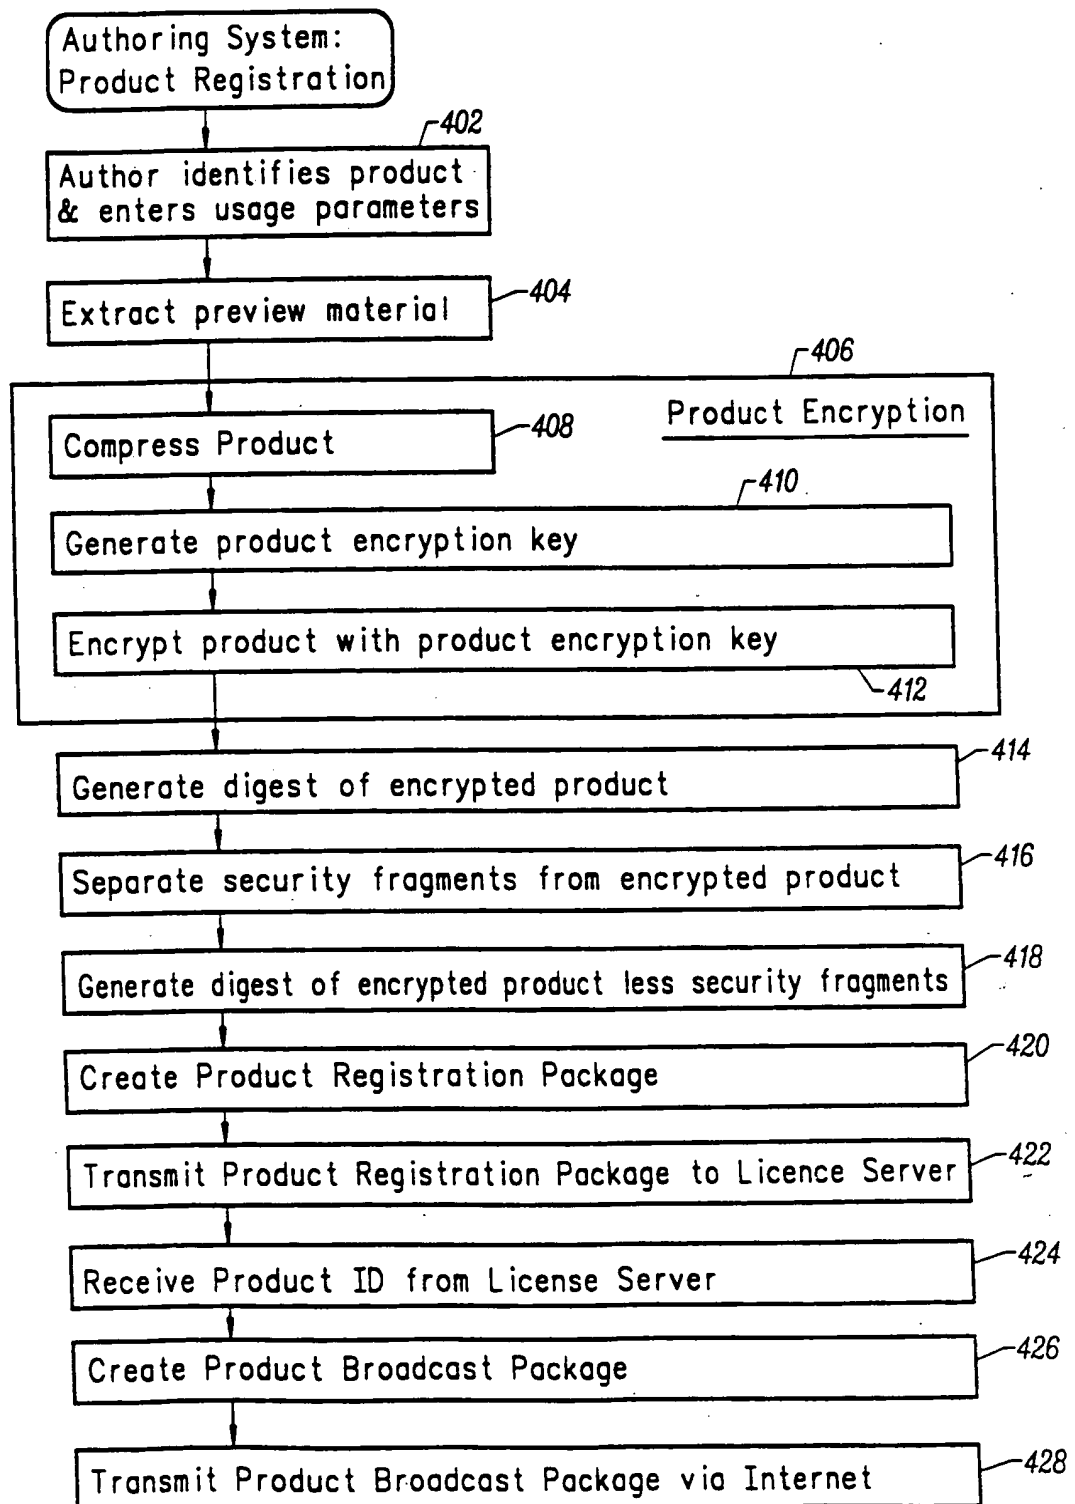 Authoring System:
Product Registration
402
Author identifies product
& enters usage parameters
404
Extract preview material
406
Product Encryption
408
Compress Product
410
Generate product encryption key
Encrypt product with product encryption key
412
414
Generate digest of encrypted product
416
Separate security fragments from encrypted product
418
Generate digest of encrypted product less security fragments
420
Create Product Registration Package
422
Transmit Product Registration Package to Licence Server
424
Receive Product ID from License Server
426
Create Product Broadcast Package
428
Transmit Product Broadcast Package via Internet